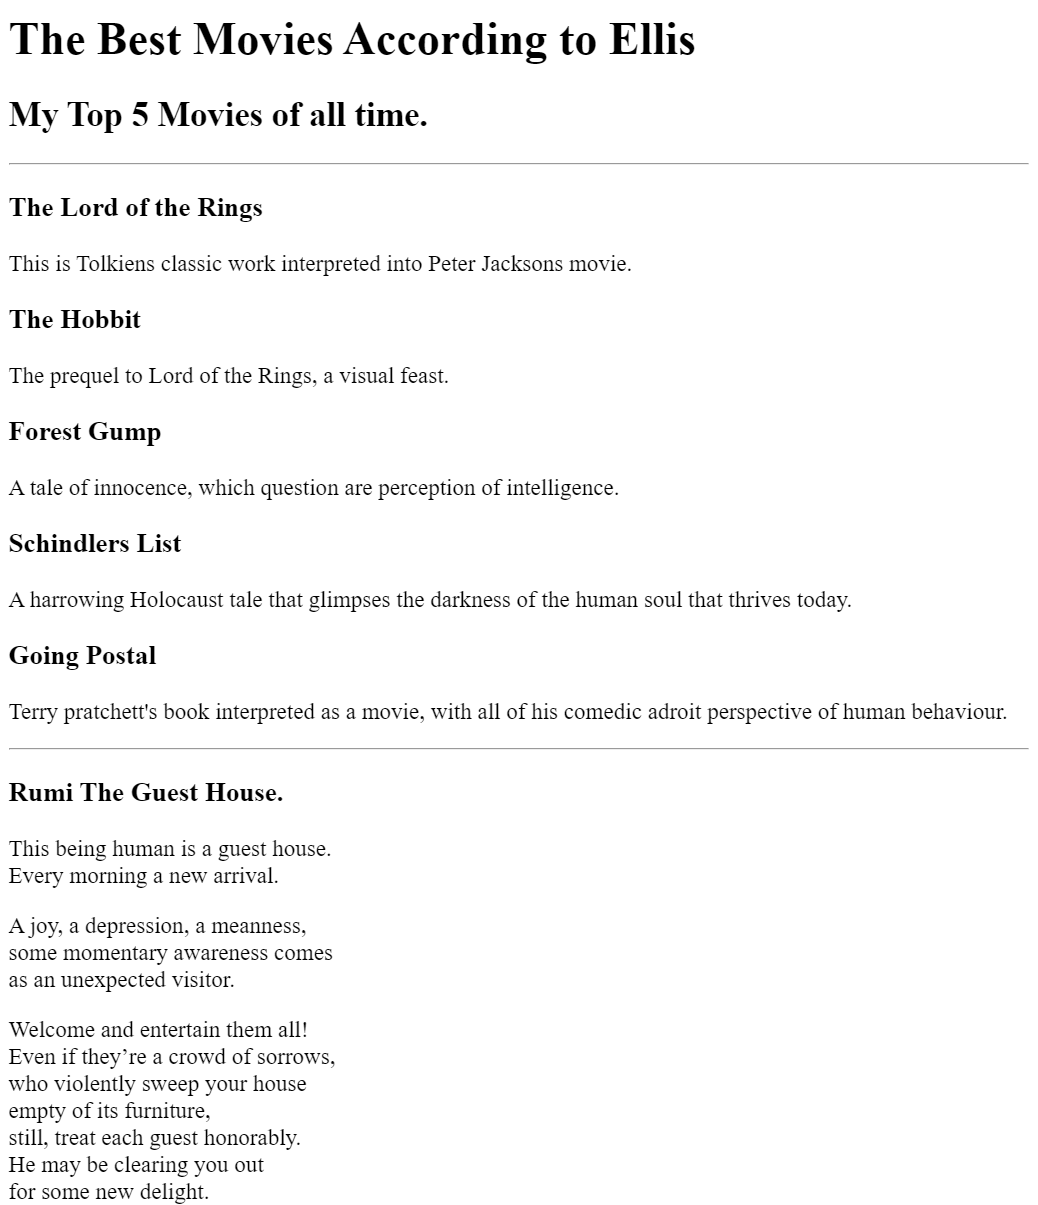 The Best Movies According to Ellis
My Top 5 Movies of all time.
The Lord of the Rings
This is Tolkiens classic work interpreted into Peter Jacksons movie.
The Hobbit
The prequel to Lord of the Rings, a visual feast.
Forest Gump
A tale of innocence, which question are perception of intelligence.
Schindlers List
A harrowing Holocaust tale that glimpses the darkness of the human soul that thrives today.
Going Postal
Terry pratchett's book interpreted as a movie, with all of his comedic adroit perspective of human behaviour.
Rumi The Guest House.
This being human is a guest house.
Every morning a new arrival.
A joy, a depression, a meanness,
some momentary awareness comes
as an unexpected visitor.
Welcome and entertain them all!
Even if they’re a crowd of sorrows,
who violently sweep your house
empty of its furniture,
still, treat each guest honorably.
He may be clearing you out
for some new delight.